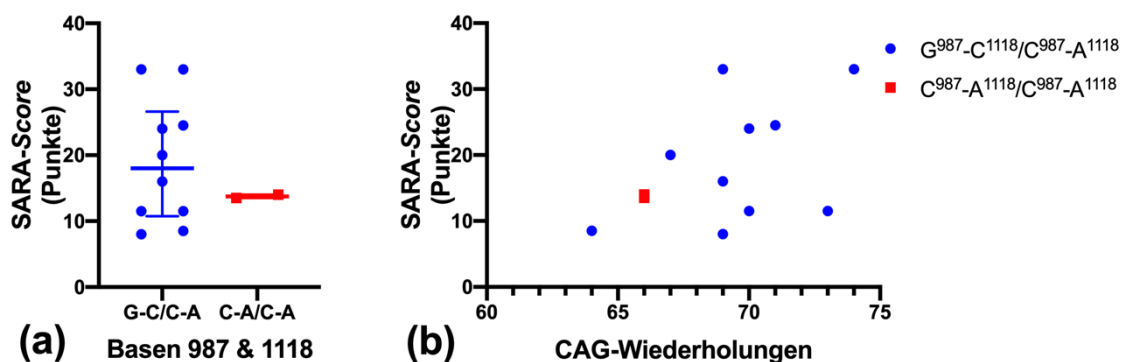 SARA-Score
(Punkte)
40
30
20
10
0
G-C/C-A C-A/C-A
(a) Basen 987 & 1118
SARA-Score
(Punkte)
40
30
20
10
0
60 65 70 75
(b) CAG-Wiederholungen
G⁹⁸⁷-C¹¹¹⁸/C⁹⁸⁷-A¹¹¹⁸
C⁹⁸⁷-A¹¹¹⁸/C⁹⁸⁷-A¹¹¹⁸